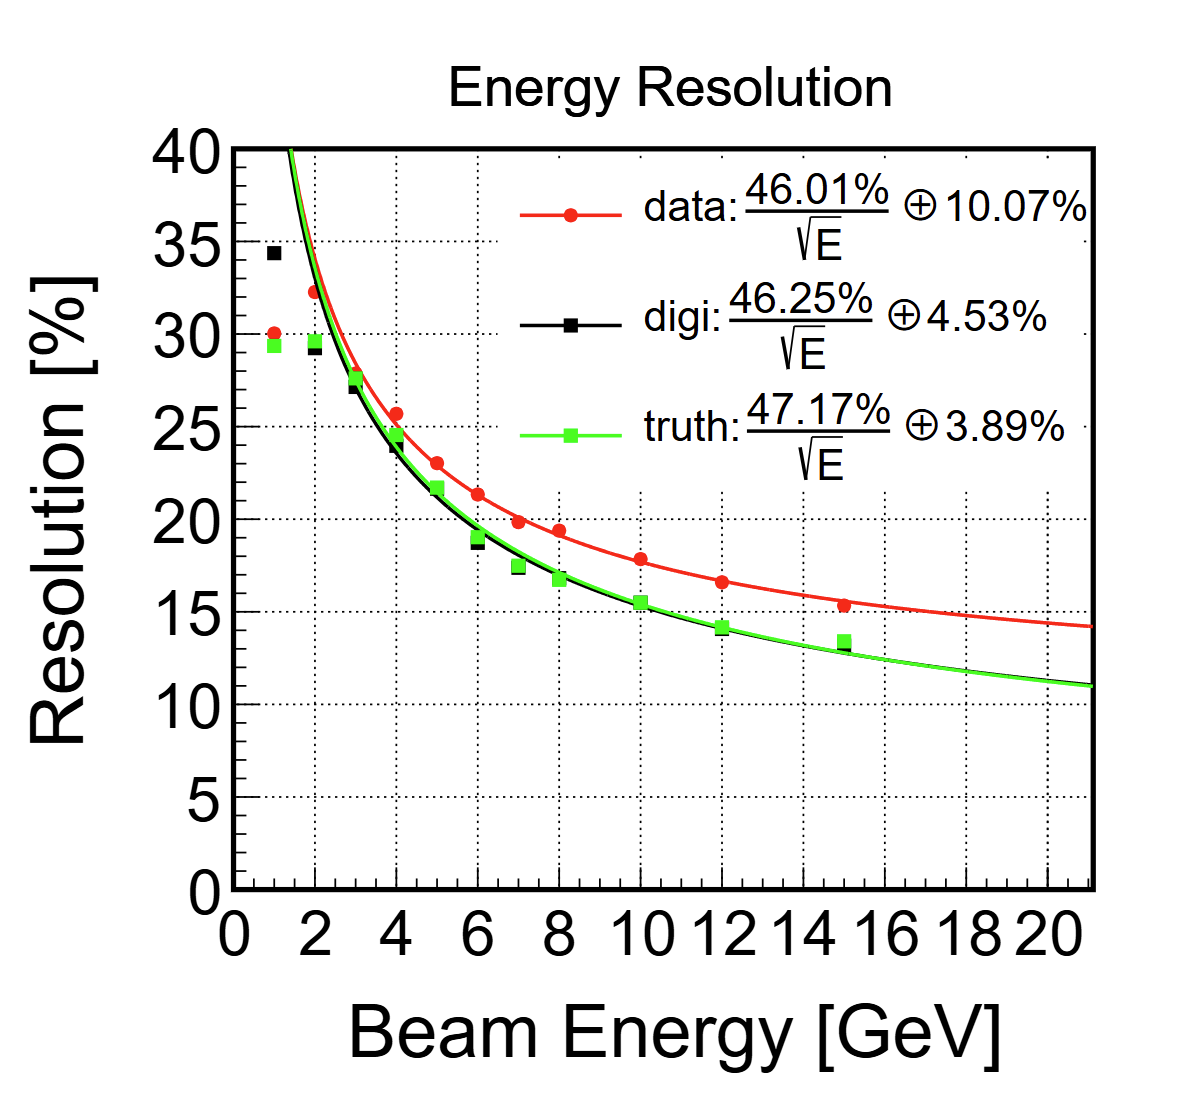 Energy Resolution
Resolution [%]
40
35
30
25
20
15
10
5
0
data: 46.01% / √E ⊕ 10.07%
digi: 46.25% / √E ⊕ 4.53%
truth: 47.17% / √E ⊕ 3.89%
0 2 4 6 8 10 12 14 16 18 20
Beam Energy [GeV]